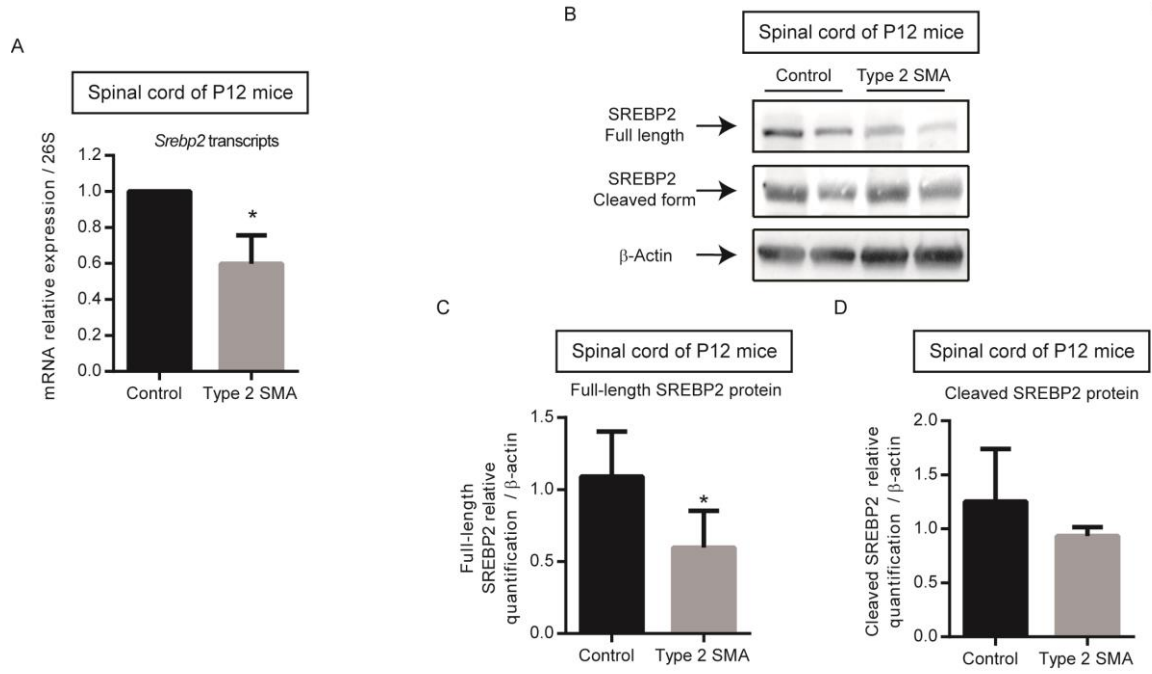 A
Spinal cord of P12 mice
Srebp2 transcripts
mRNA relative expression / 26S
1.2
1.0
0.8
0.6
0.4
0.2
0.0
*
Control
Type 2 SMA
B
Spinal cord of P12 mice
Control
Type 2 SMA
SREBP2
Full length
SREBP2
Cleaved form
β-Actin
C
Spinal cord of P12 mice
Full-length SREBP2 protein
Full-length
SREBP2 relative
quantification / β-actin
1.5
1.0
0.5
0.0
*
Control
Type 2 SMA
D
Spinal cord of P12 mice
Cleaved SREBP2 protein
Cleaved SREBP2 relative
quantification / β-actin
2.0
1.5
1.0
0.5
0.0
Control
Type 2 SMA